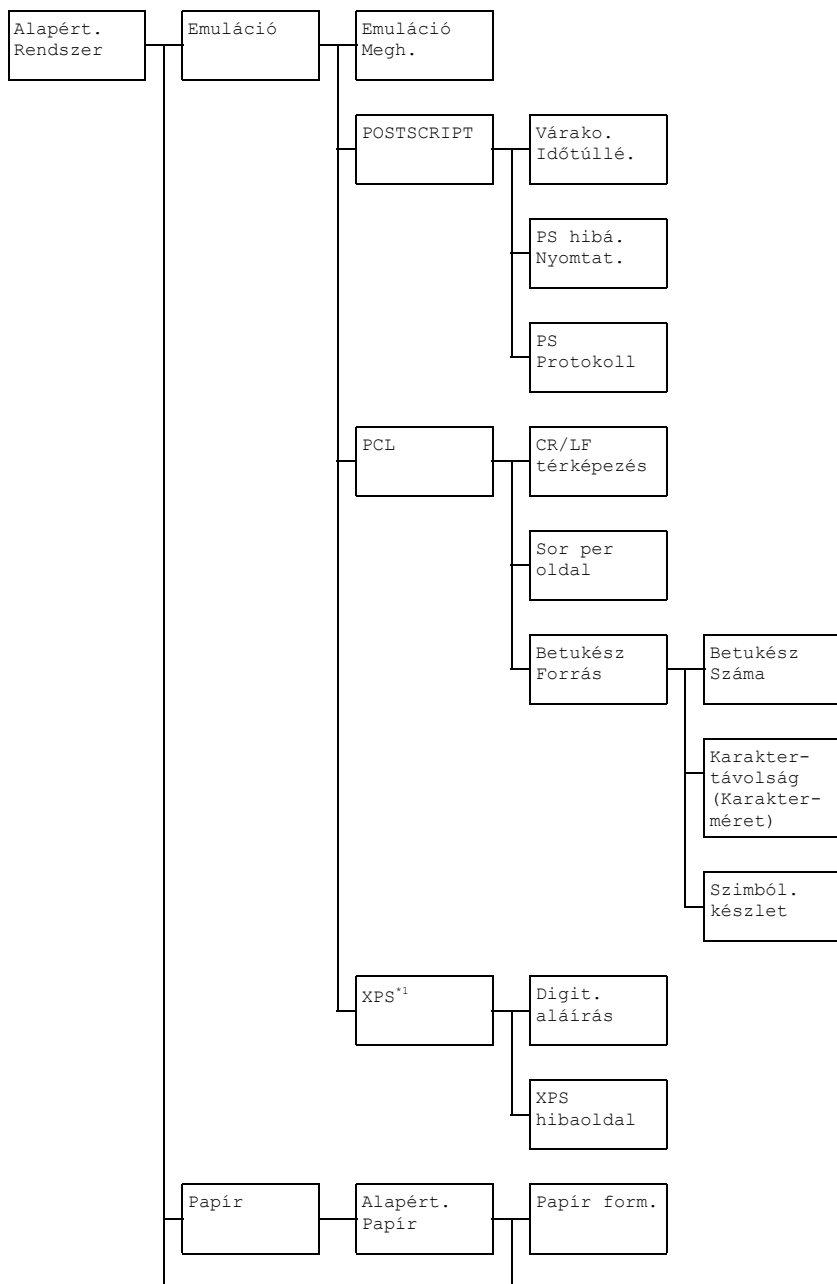 Alapért.
Rendszer
Emuláció
Emuláció
Megh.
POSTSCRIPT
Várako.
Időtúllé.
PS hibá.
Nyomtat.
PS
Protokoll
PCL
CR/LF
térképezés
Sor per
oldal
Betukész
Forrás
Betukész
Száma
Karakter-
távolság
(Karakter-
méret)
Szimból.
készlet
XPS*1
Digit.
aláírás
XPS
hibaoldal
Papír
Alapért.
Papír
Papír form.